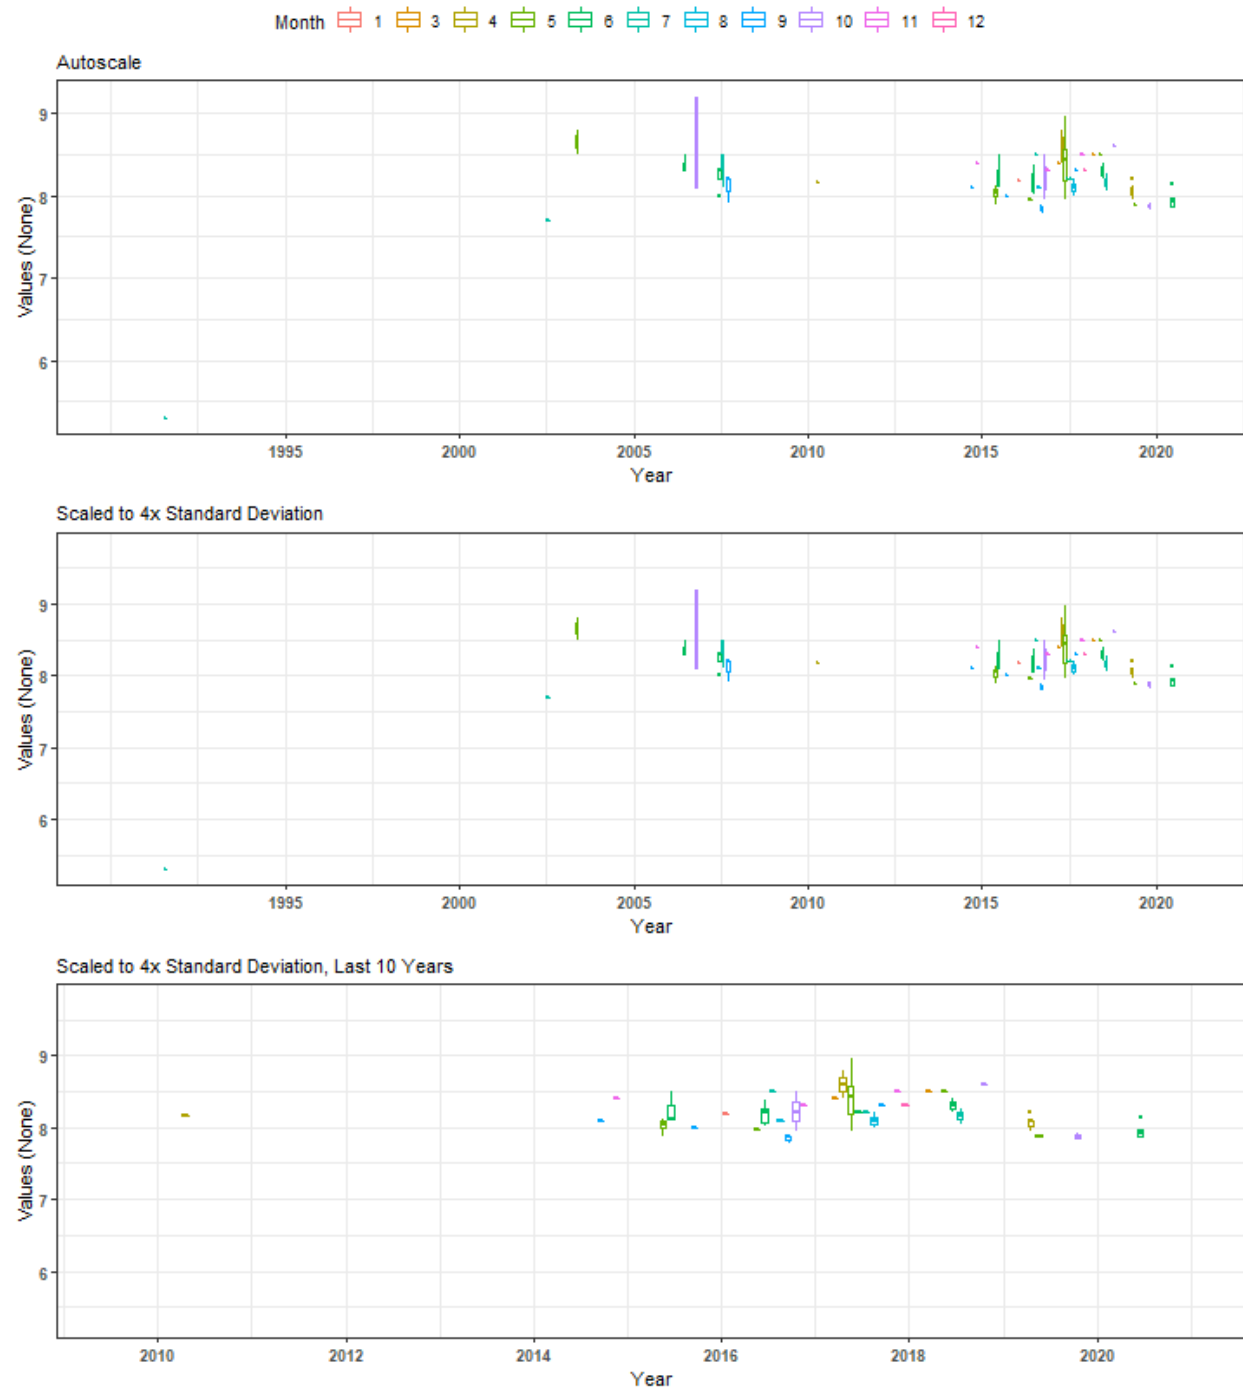 Month 1 3 4 5 6 7 8 9 10 11 12
Autoscale
9
8
7
6
Values (None)
1995 2000 2005 2010 2015 2020
Year
Scaled to 4x Standard Deviation
9
8
7
6
Values (None)
1995 2000 2005 2010 2015 2020
Year
Scaled to 4x Standard Deviation, Last 10 Years
9
8
7
6
Values (None)
2010 2012 2014 2016 2018 2020
Year